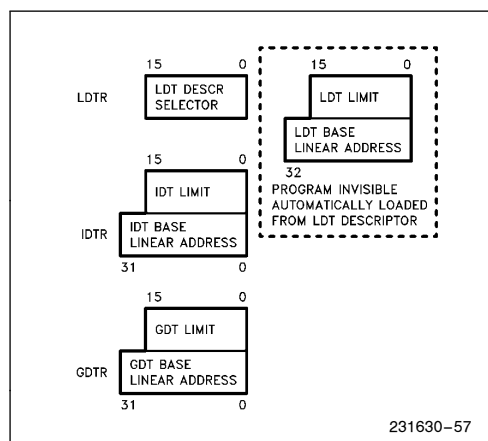 15 0
LDTR
LDT DESCR
SELECTOR
15 0
LDT LIMIT
LDT BASE
LINEAR ADDRESS
32
PROGRAM INVISIBLE
AUTOMATICALLY LOADED
FROM LDT DESCRIPTOR
15 0
IDT LIMIT
IDTR
IDT BASE
LINEAR ADDRESS
31 0
15 0
GDT LIMIT
GDTR
GDT BASE
LINEAR ADDRESS
31 0
231630–57